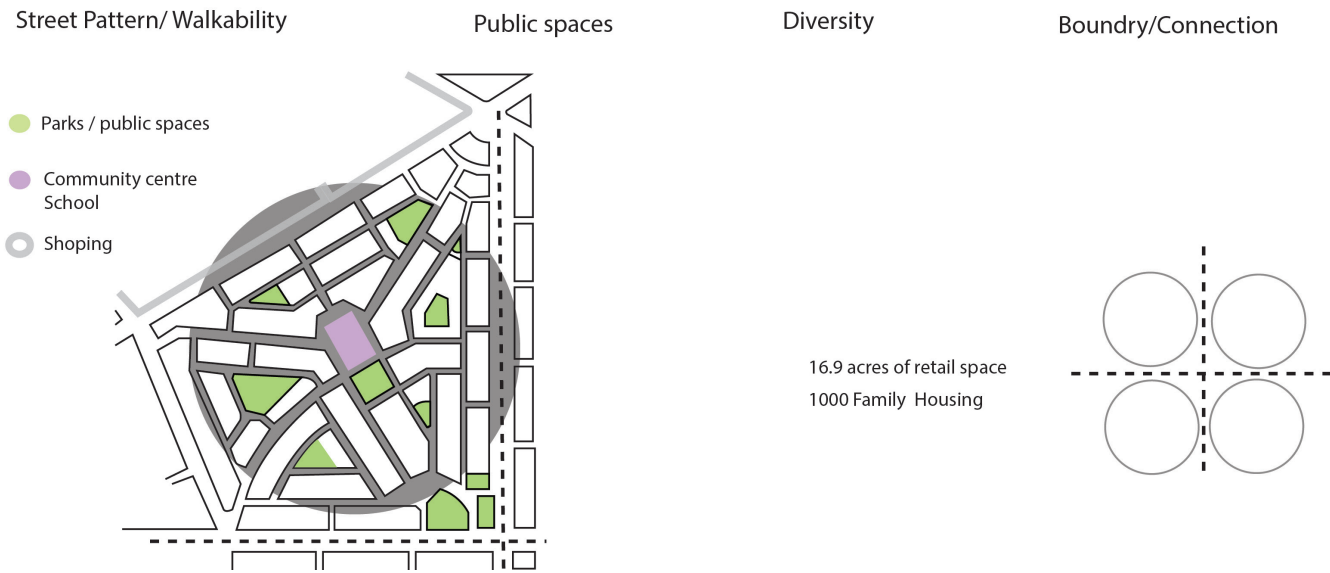 Street Pattern/ Walkability
Public spaces
Diversity
Boundry/Connection
Parks / public spaces
Community centre
School
Shoping
16.9 acres of retail space
1000 Family Housing